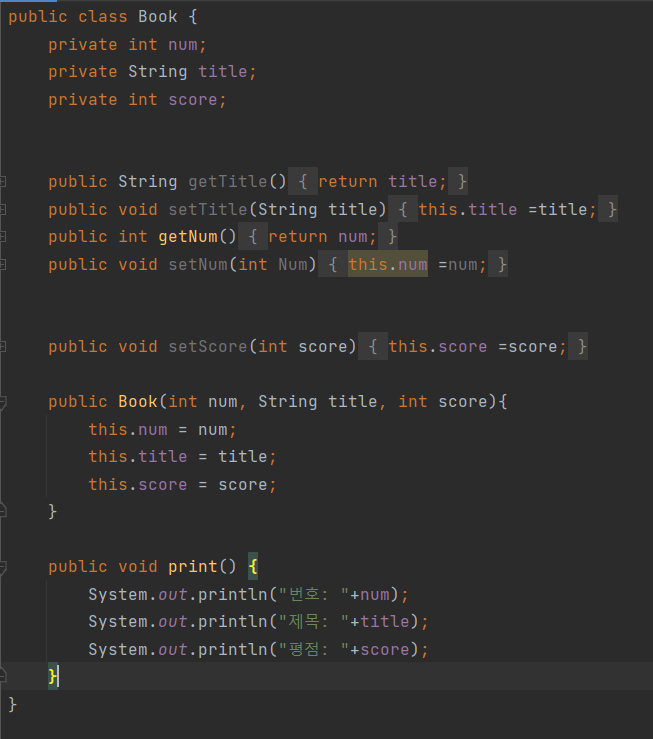 public class Book {
    private int num;
    private String title;
    private int score;
    public String getTitle() { return title; }
    public void setTitle(String title) { this.title =title; }
    public int getNum() { return num; }
    public void setNum(int Num) { this.num =num; }
    public void setScore(int score) { this.score =score; }
    public Book(int num, String title, int score){
        this.num = num;
        this.title = title;
        this.score = score;
    }
    public void print() {
        System.out.println("번호: "+num);
        System.out.println("제목: "+title);
        System.out.println("평점: "+score);
    }
}